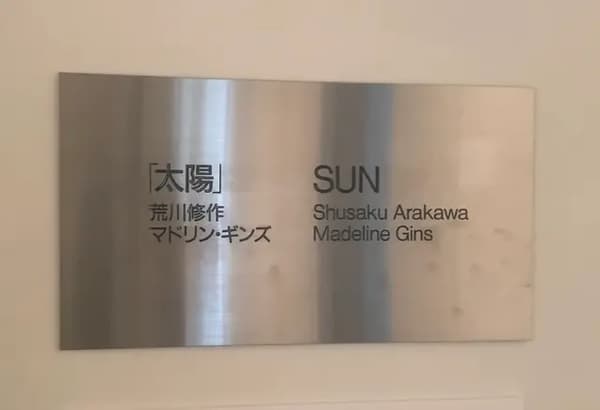 「太陽」
荒川修作
マドリン・ギンズ
SUN
Shusaku Arakawa
Madeline Gins